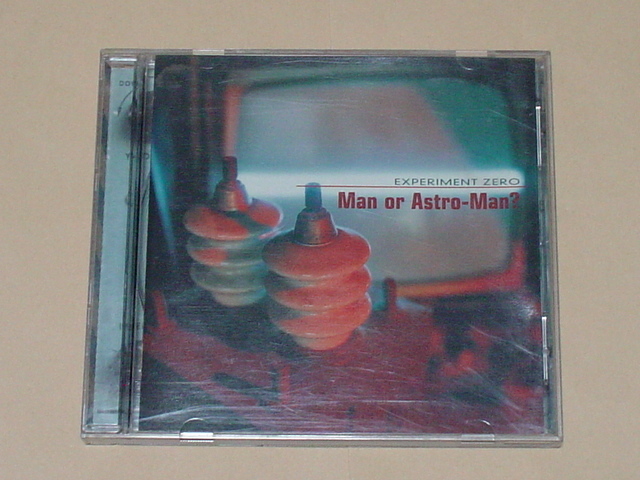 EXPERIMENT ZERO
Man or Astro-Man?